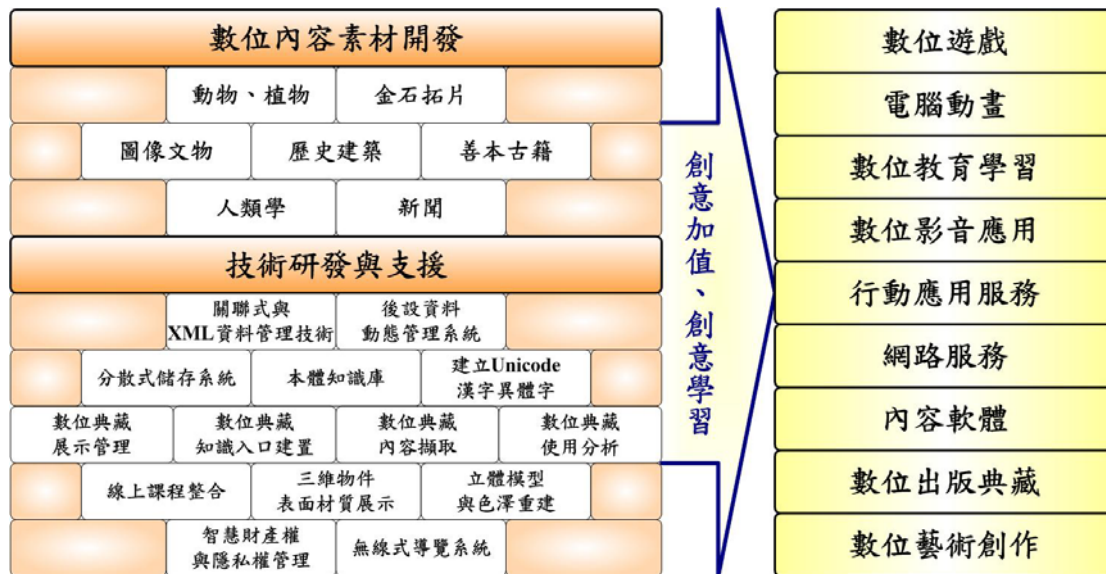 數位內容素材開發
動物、植物
金石拓片
圖像文物
歷史建築
善本古籍
人類學
新聞
技術研發與支援
關聯式與
XML資料管理技術
後設資料
動態管理系統
分散式儲存系統
本體知識庫
建立Unicode
漢字異體字
數位典藏
展示管理
數位典藏
知識入口建置
數位典藏
內容擷取
數位典藏
使用分析
線上課程整合
三維物件
表面材質展示
立體模型
與色澤重建
智慧財產權
與隱私權管理
無線式導覽系統
創意加值、創意學習
數位遊戲
電腦動畫
數位教育學習
數位影音應用
行動應用服務
網路服務
內容軟體
數位出版典藏
數位藝術創作